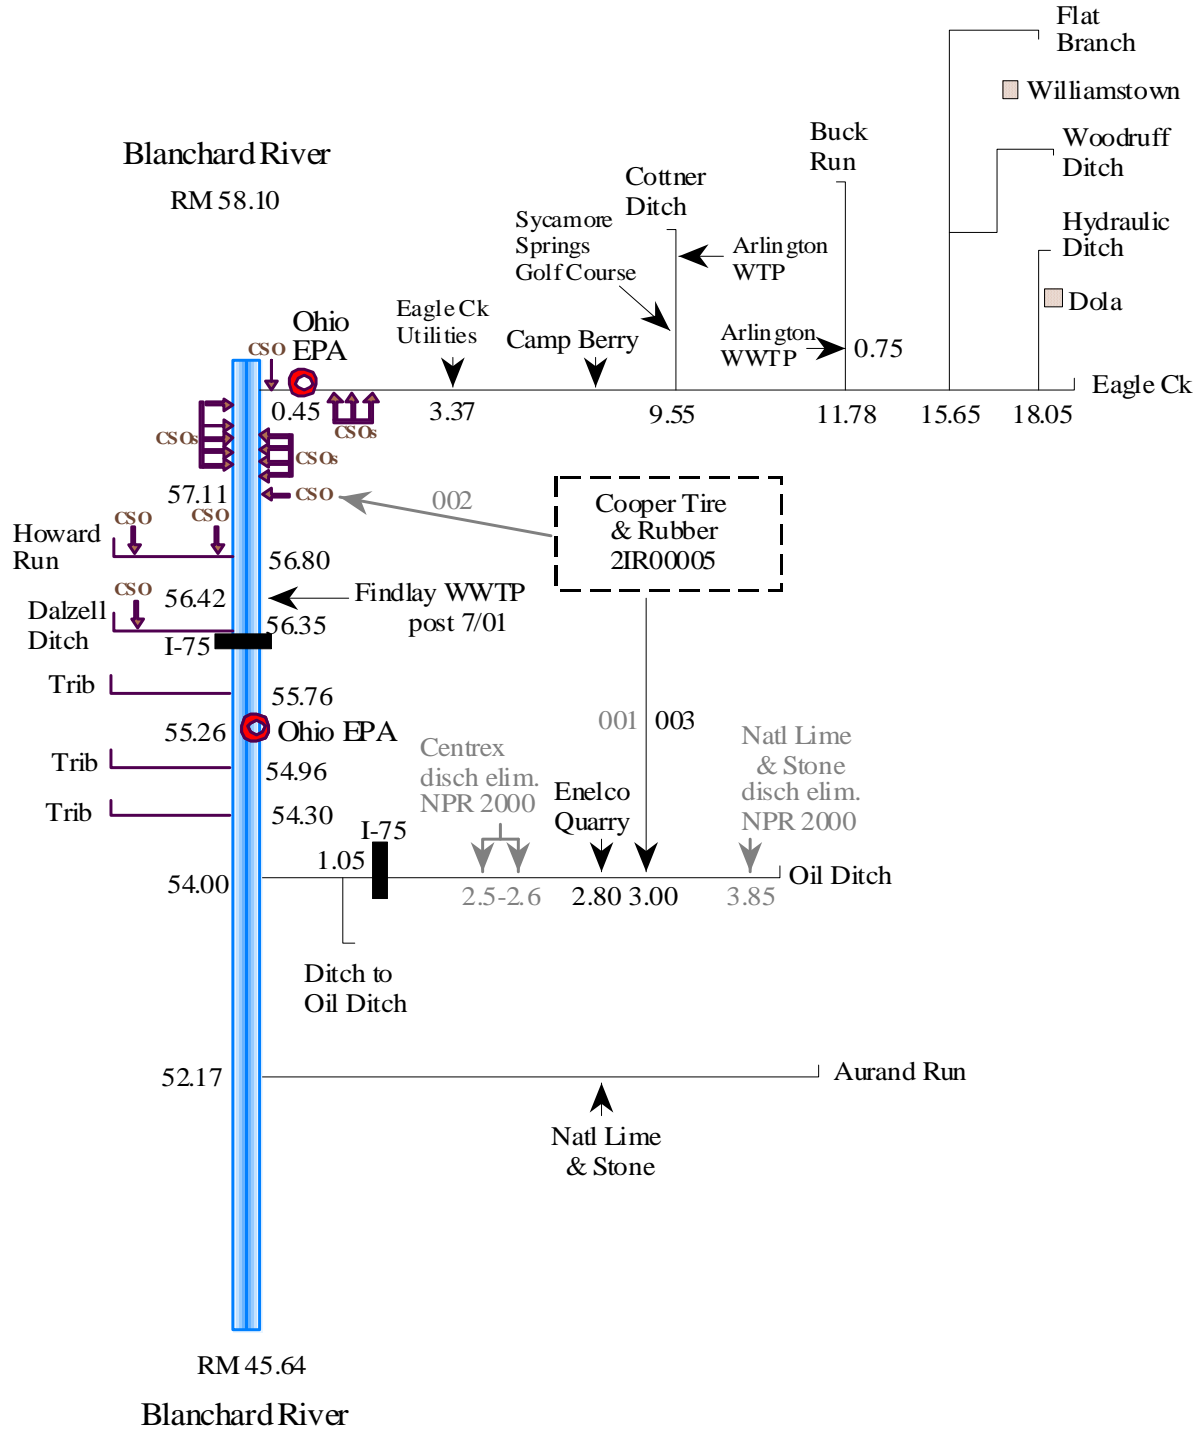 Flat
Branch
Williamstown
Woodruff
Ditch
Hydraulic
Ditch
Dola
Eagle Ck
Buck
Run
Blanchard River
RM 58.10
Cottner
Ditch
Sycamore
Springs
Golf Course
Arlington
WTP
Eagle Ck
Utilities
Camp Berry
Arlington
WWTP
0.75
Ohio
EPA
CSO
0.45
CSOs
3.37
9.55
11.78
15.65
18.05
CSOs
CSOs
57.11
CSO
002
Cooper Tire
& Rubber
2IR00005
CSO
CSO
Howard
Run
56.80
56.42
Findlay WWTP
post 7/01
CSO
Dalzell
Ditch
56.35
I-75
Trib
55.76
55.26
Ohio EPA
Trib
54.96
Trib
54.30
001
003
Centrex
disch elim.
NPR 2000
Enelco
Quarry
Natl Lime
& Stone
disch elim.
NPR 2000
I-75
1.05
54.00
2.5-2.6
2.80
3.00
3.85
Oil Ditch
Ditch to
Oil Ditch
52.17
Aurand Run
Natl Lime
& Stone
RM 45.64
Blanchard River